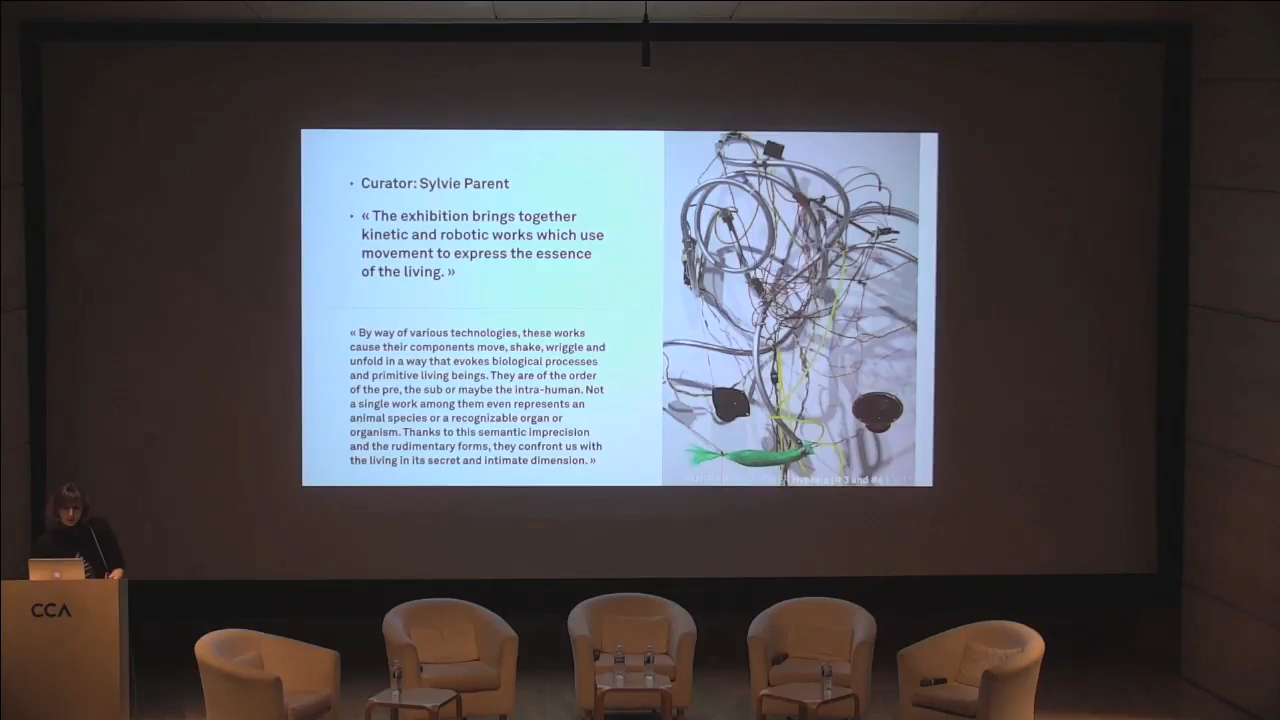 • Curator: Sylvie Parent
• « The exhibition brings together
kinetic and robotic works which use
movement to express the essence
of the living. »
« By way of various technologies, these works
cause their components move, shake, wriggle and
unfold in a way that evokes biological processes
and primitive living beings. They are of the order
of the pre, the sub or maybe the intra-human. Not
a single work among them even represents an
animal species or a recognizable organ or
organism. Thanks to this semantic imprecision
and the rudimentary forms, they confront us with
the living in its secret and intimate dimension. »
CCA